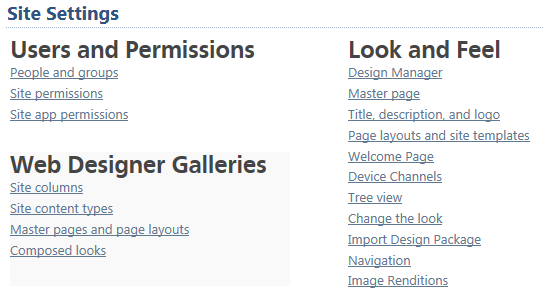 Site Settings
Users and Permissions
People and groups
Site permissions
Site app permissions
Web Designer Galleries
Site columns
Site content types
Master pages and page layouts
Composed looks
Look and Feel
Design Manager
Master page
Title, description, and logo
Page layouts and site templates
Welcome Page
Device Channels
Tree view
Change the look
Import Design Package
Navigation
Image Renditions